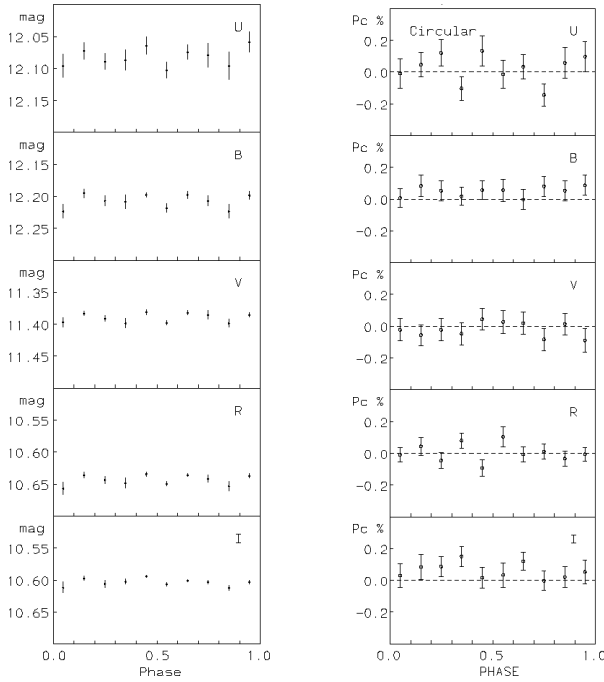 mag
U
12.05
12.10
12.15
mag
B
12.15
12.20
12.25
mag
V
11.35
11.40
11.45
mag
R
10.55
10.60
10.65
mag
I
10.55
10.60
10.65
0.0 0.5 1.0
Phase
Pc %
Circular U
0.2
0.0
-0.2
Pc %
B
0.2
0.0
-0.2
Pc %
V
0.2
0.0
-0.2
Pc %
R
0.2
0.0
-0.2
Pc %
I
0.2
0.0
-0.2
0.0 0.5 1.0
PHASE